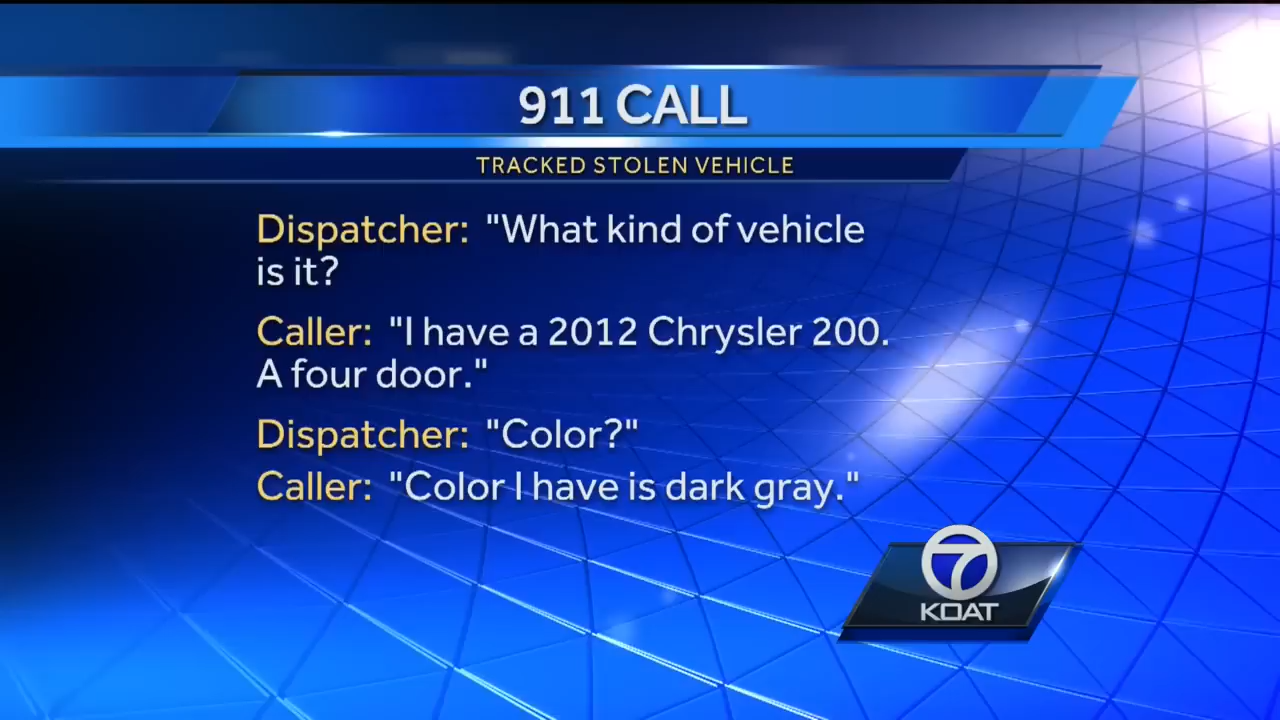 911 CALL
TRACKED STOLEN VEHICLE
Dispatcher: "What kind of vehicle
is it?
Caller: "I have a 2012 Chrysler 200.
A four door."
Dispatcher: "Color?"
Caller: "Color I have is dark gray."
7
KOAT